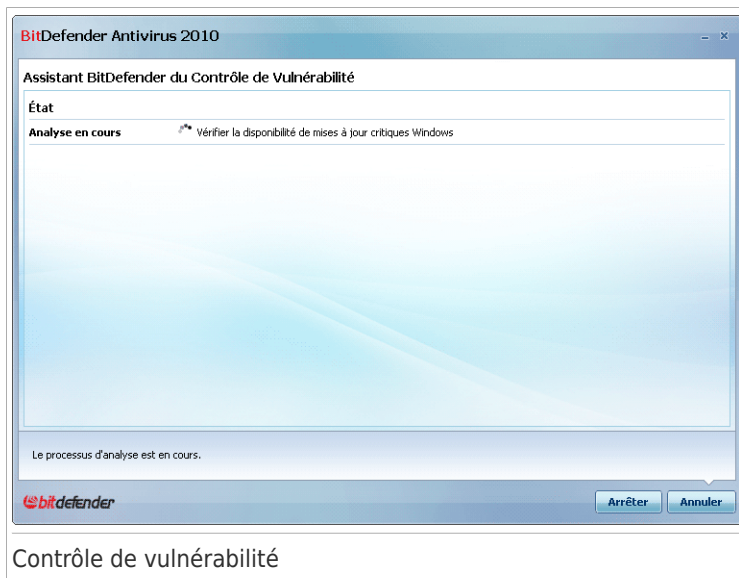 BitDefender Antivirus 2010
Assistant BitDefender du Contrôle de Vulnérabilité
État
Analyse en cours Vérifier la disponibilité de mises à jour critiques Windows
Le processus d'analyse est en cours.
bitdefender Arrêter Annuler
Contrôle de vulnérabilité